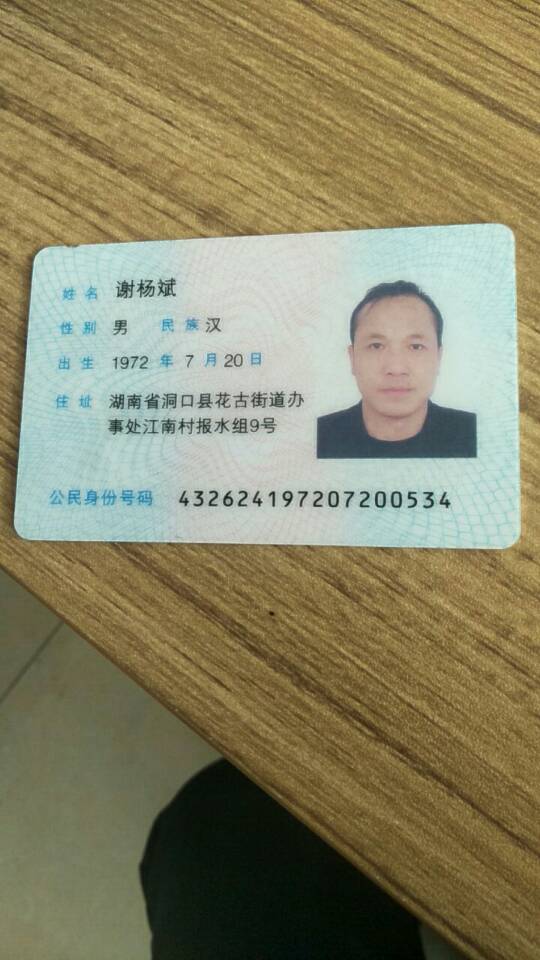 姓名 谢杨斌
性别 男 民族 汉
出生 1972 年 7 月 20 日
住址 湖南省洞口县花古街道办
事处江南村报水组9号
公民身份号码 432624197207200534